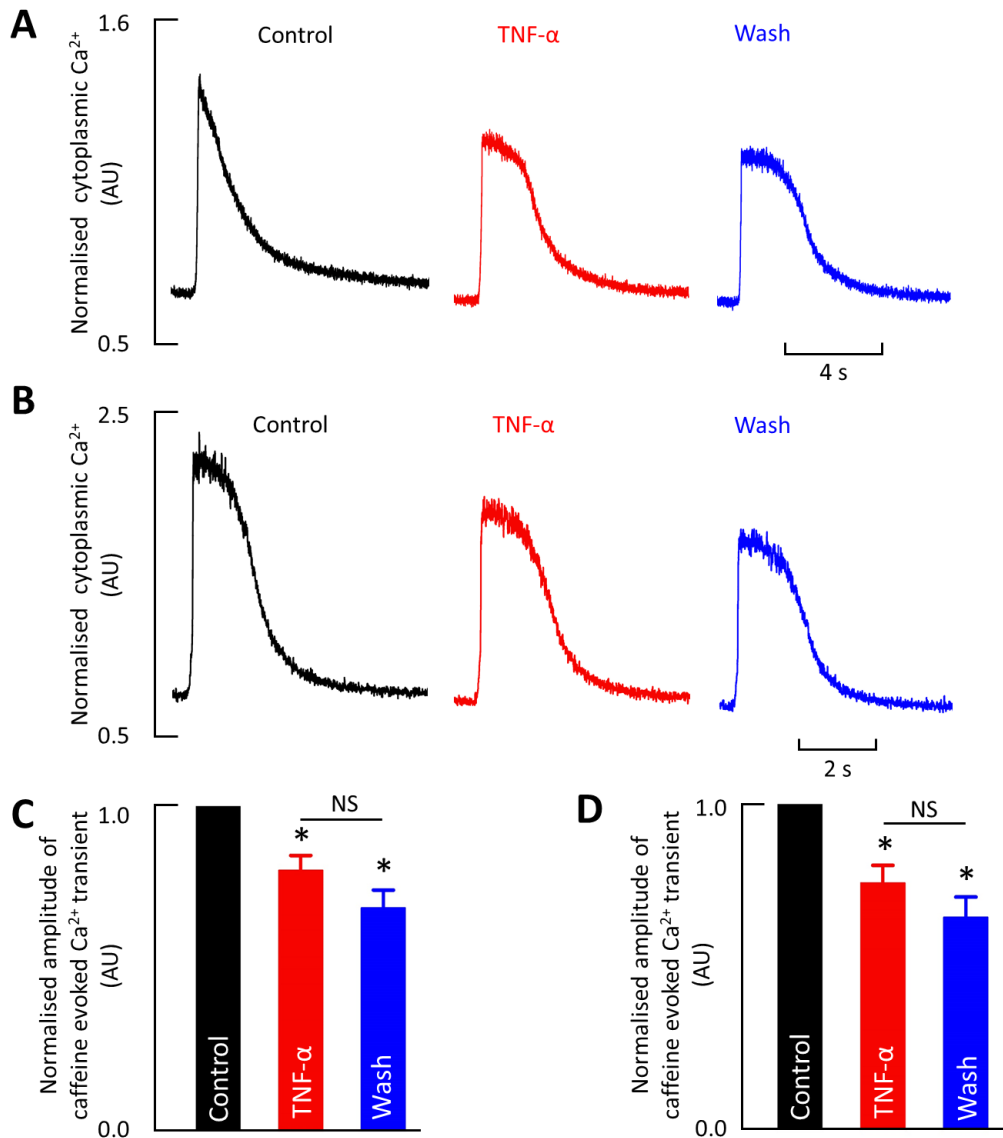 A
1.6
Control
TNF-α
Wash
Normalised cytoplasmic Ca²⁺
(AU)
0.5
4 s
B
2.5
Control
TNF-α
Wash
Normalised cytoplasmic Ca²⁺
(AU)
0.5
2 s
C
1.0
NS
*
*
Normalised amplitude of
caffeine evoked Ca²⁺ transient
(AU)
Control
TNF-α
Wash
0.0
D
1.0
NS
*
*
Normalised amplitude of
caffeine evoked Ca²⁺ transient
(AU)
Control
TNF-α
Wash
0.0